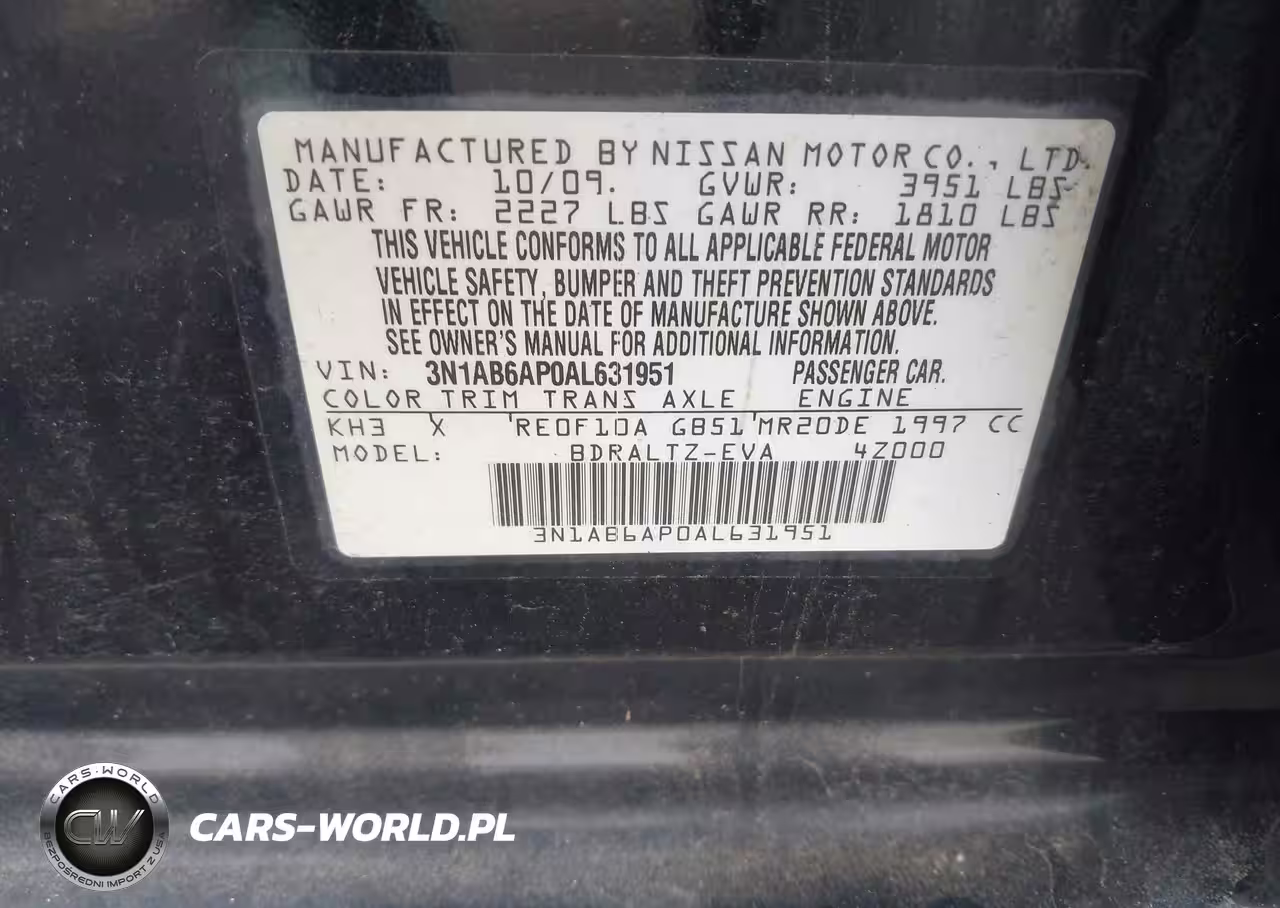 MANUFACTURED BY NISSAN MOTOR CO., LTD.
DATE: 10/09. GVWR: 3951 LBS
GAWR FR: 2227 LBS GAWR RR: 1810 LBS
THIS VEHICLE CONFORMS TO ALL APPLICABLE FEDERAL MOTOR
VEHICLE SAFETY, BUMPER AND THEFT PREVENTION STANDARDS
IN EFFECT ON THE DATE OF MANUFACTURE SHOWN ABOVE.
SEE OWNER'S MANUAL FOR ADDITIONAL INFORMATION.
VIN: 3N1AB6AP0AL631951 PASSENGER CAR.
COLOR TRIM TRANS AXLE ENGINE
KH3 X RE0F10A GB51 MR20DE 1997 CC
MODEL: BDRALTZ-EVA 4Z000
3N1AB6AP0AL631951
CARS-WORLD
CW
BEZPOŚREDNI IMPORT Z USA
CARS-WORLD.PL